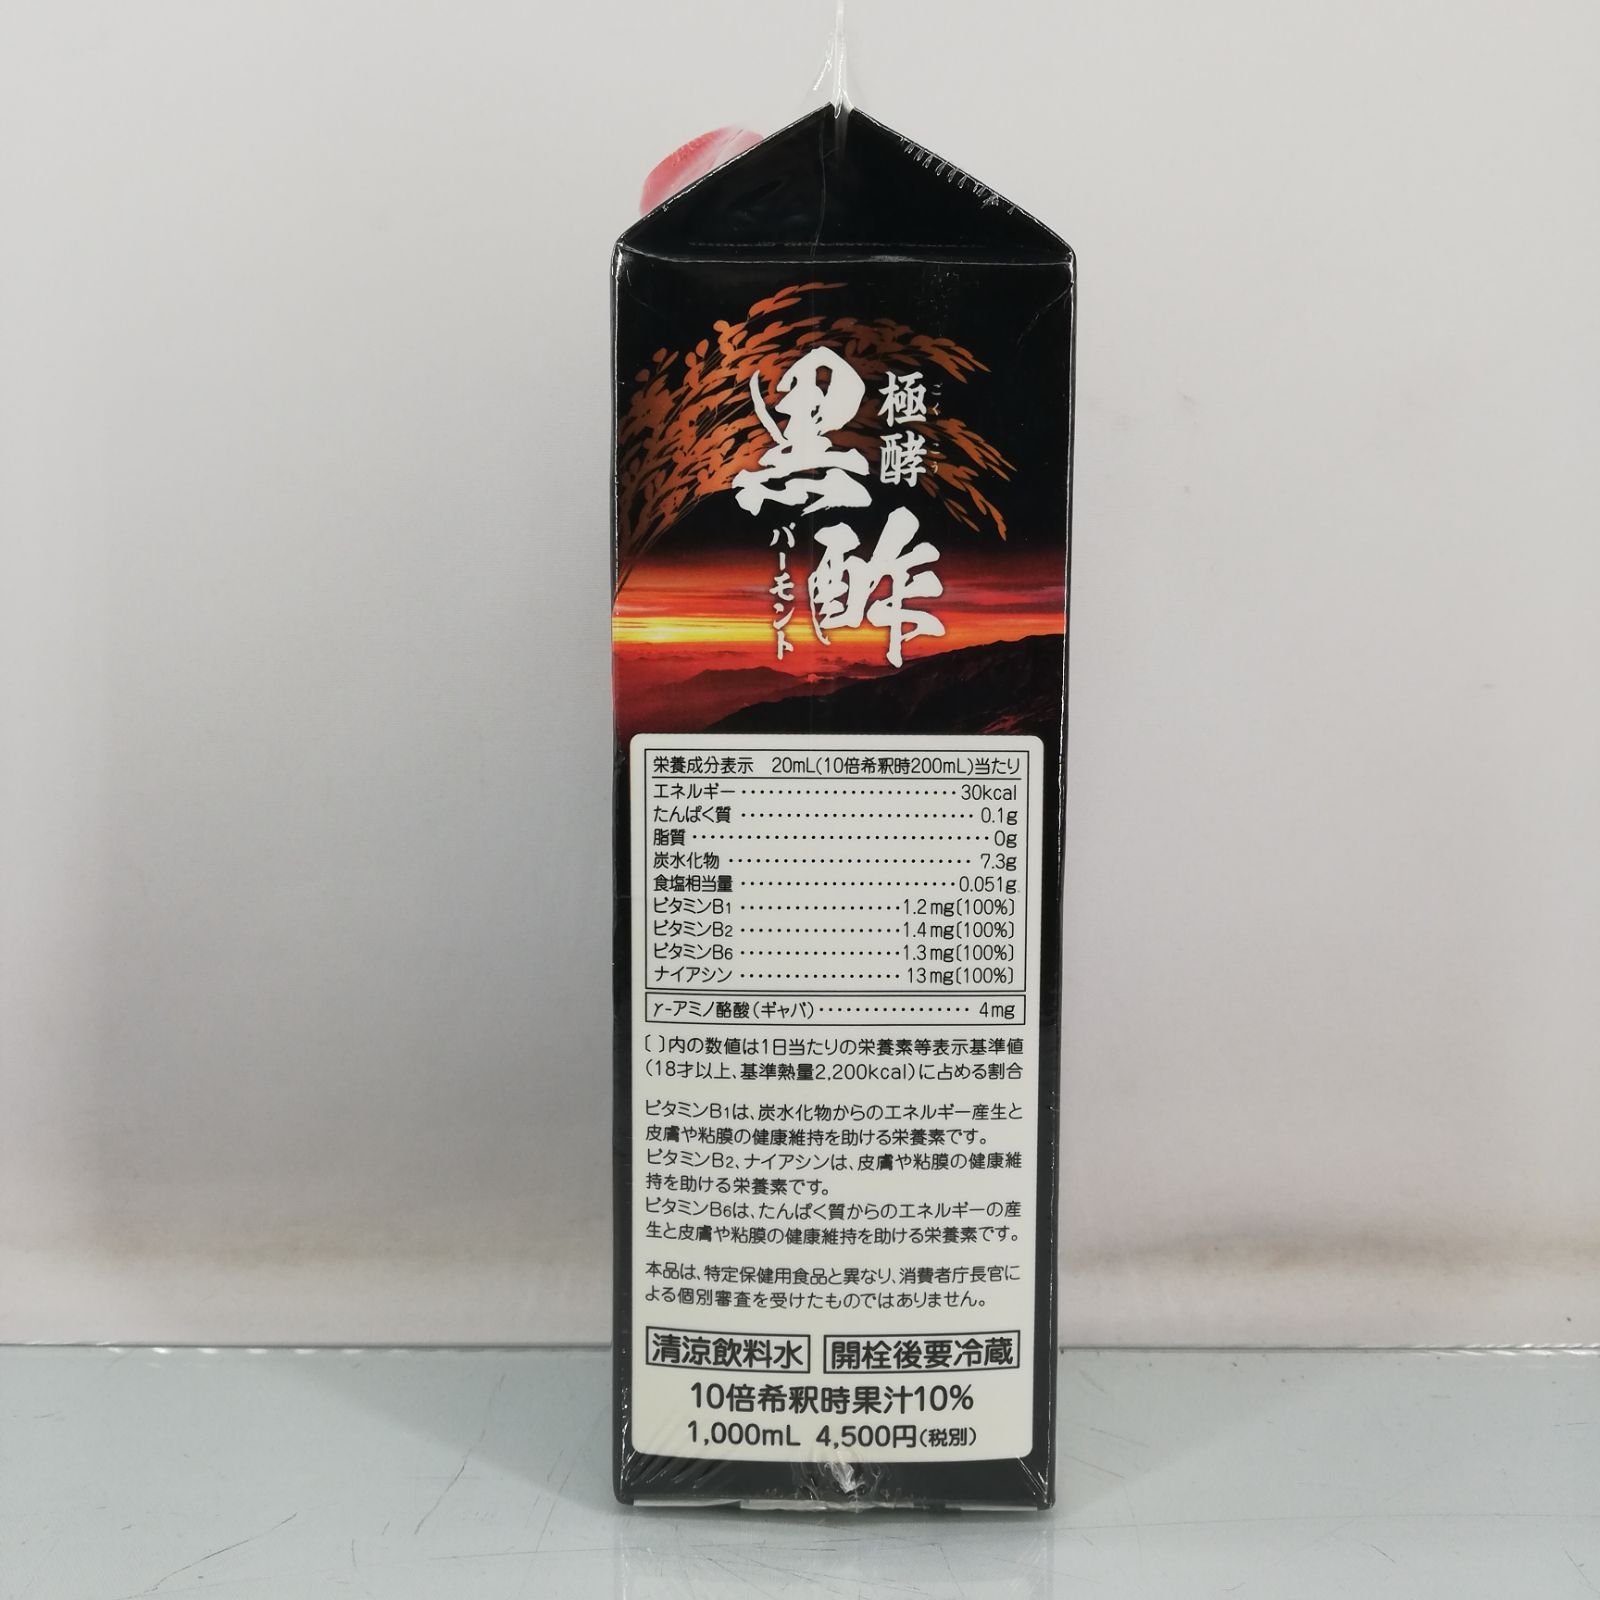 極酵
ごくこう
黒酢
バーモント
栄養成分表示 20mL(10倍希釈時200mL)当たり
エネルギー························30kcal
たんぱく質··························0.1g
脂質································0g
炭水化物···························7.3g
食塩相当量························0.051g
ビタミンB1··················1.2mg〔100%〕
ビタミンB2··················1.4mg〔100%〕
ビタミンB6··················1.3mg〔100%〕
ナイアシン··················13mg〔100%〕
γ-アミノ酪酸(ギャバ)·················4mg
〔 〕内の数値は1日当たりの栄養素等表示基準値
(18才以上、基準熱量2,200kcal)に占める割合
ビタミンB1は、炭水化物からのエネルギー産生と
皮膚や粘膜の健康維持を助ける栄養素です。
ビタミンB2、ナイアシンは、皮膚や粘膜の健康維
持を助ける栄養素です。
ビタミンB6は、たんぱく質からのエネルギーの産
生と皮膚や粘膜の健康維持を助ける栄養素です。
本品は、特定保健用食品と異なり、消費者庁長官に
よる個別審査を受けたものではありません。
清涼飲料水 開栓後要冷蔵
10倍希釈時果汁10%
1,000mL 4,500円(税別)